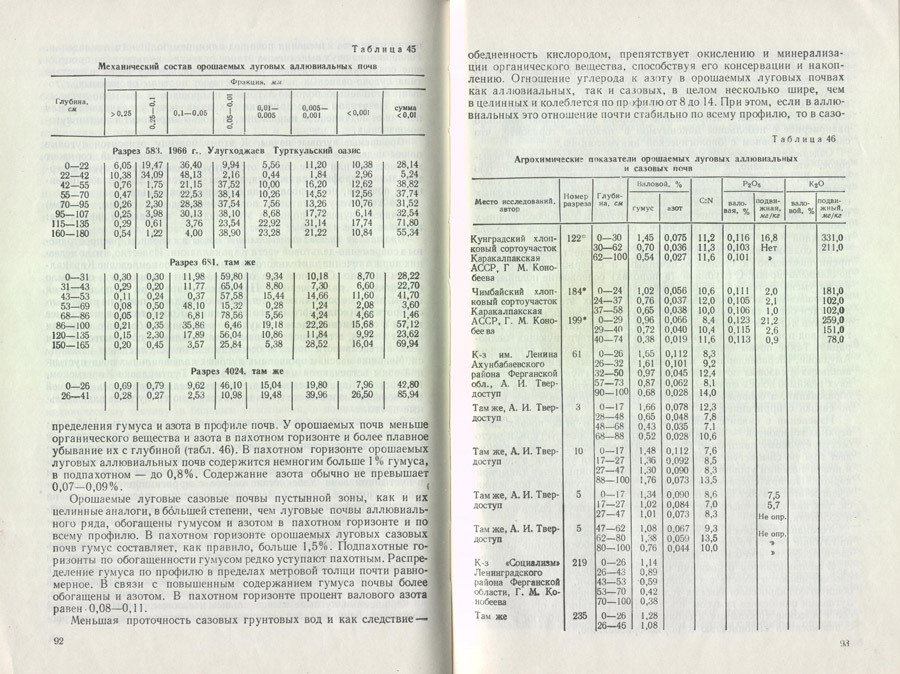 Таблица 45
Механический состав орошаемых луговых аллювиальных почв
Глубина, см
Фракции, мм
>0,25 0,25—0,1 0,1—0,05 0,05—0,01 0,01—0,005 0,005—0,001 <0,001 сумма <0,01
Разрез 583. 1966 г., Улугходжаев Турткульский оазис
0—22 6,05 19,47 36,40 9,94 5,56 11,20 10,38 28,14
22—42 10,38 34,09 48,13 2,16 0,44 1,84 2,96 5,24
42—55 0,76 1,75 21,15 37,52 10,00 16,20 12,62 38,82
55—70 0,47 1,52 22,53 38,14 10,26 14,52 12,56 37,74
70—95 0,26 2,30 28,38 37,54 7,56 13,26 10,76 31,52
95—107 0,25 3,98 30,13 38,10 8,68 17,72 6,14 32,54
115—135 0,29 0,61 3,76 23,54 22,92 31,14 17,74 71,80
160—180 0,54 1,22 4,00 38,90 23,28 21,22 10,84 55,34
Разрез 681, там же
0—31 0,30 0,30 11,98 59,80 9,34 10,18 8,70 28,22
31—43 0,29 0,20 11,77 65,04 8,80 7,30 6,60 22,70
43—53 0,11 0,24 0,37 57,58 15,44 14,66 11,60 41,70
53—69 0,08 0,50 48,10 15,32 0,28 1,24 2,08 3,60
68—86 0,05 0,12 6,81 78,56 5,56 4,24 4,66 1,46
86—100 0,21 0,35 35,86 6,46 19,18 22,26 15,68 57,12
120—135 0,15 2,30 17,89 56,04 10,86 11,84 9,92 23,62
150—165 0,20 0,45 3,57 25,84 5,38 28,52 16,04 69,94
Разрез 4024, там же
0—26 0,69 0,79 9,62 46,10 15,04 19,80 7,96 42,80
26—41 0,28 0,27 2,53 10,98 19,48 39,96 26,50 85,94
пределения гумуса и азота в профиле почв. У орошаемых почв меньше
органического вещества и азота в пахотном горизонте и более плавное
убывание их с глубиной (табл. 46). В пахотном горизонте орошаемых
луговых аллювиальных почв содержится немногим больше 1% гумуса,
в подпахотном — до 0,8%. Содержание азота обычно не превышает
0,07—0,09%.
Орошаемые луговые сазовые почвы пустынной зоны, как и их
целинные аналоги, в бóльшей степени, чем луговые почвы аллювиаль-
ного ряда, обогащены гумусом и азотом в пахотном горизонте и по
всему профилю. В пахотном горизонте орошаемых луговых сазовых
почв гумус составляет, как правило, больше 1,5%. Подпахотные го-
ризонты по обогащенности гумусом редко уступают пахотным. Распре-
деление гумуса по профилю в пределах метровой толщи почти равно-
мерное. В связи с повышенным содержанием гумуса почвы более
обогащены и азотом. В пахотном горизонте процент валового азота
равен 0,08—0,11.
Меньшая проточность сазовых грунтовых вод и как следствие —
92
обедненность кислородом, препятствует окислению и минерализа-
ции органического вещества, способствуя его консервации и накоп-
лению. Отношение углерода к азоту в орошаемых луговых почвах
как аллювиальных, так и сазовых, в целом несколько шире, чем
в целинных и колеблется по профилю от 8 до 14. При этом, если в аллю-
виальных это отношение почти стабильно по всему профилю, то в сазо-
Таблица 46
Агрохимические показатели орошаемых луговых аллювиальных
и сазовых почв
Место исследований, автор
Номер разреза
Глуби-на, см
Валовой, %
гумус азот
C:N
P₂O₅
вало-вая, % подви-жная, мг/кг
K₂O
вало-вой, % подви-жный, мг/кг
Кунградский хлоп- 122* 0—30 1,45 0,075 11,2 0,116 16,8 331,0
ковый сортоучасток 30—62 0,70 0,036 11,3 0,103 Нет 211,0
Каракалпакская 62—100 0,54 0,027 11,6 0,101 »
АССР, Г. М. Коно-
беева
Чимбайский хлоп- 184* 0—24 1,02 0,056 10,6 0,111 2,0 181,0
ковый сортоучасток 24—37 0,76 0,037 12,0 0,105 2,1 102,0
Каракалпакская 37—58 0,65 0,038 10,0 0,106 1,0 102,0
АССР, Г. М. Коно- 199* 0—29 0,96 0,066 8,4 0,123 21,2 259,0
беева 29—40 0,72 0,040 10,4 0,115 2,6 151,0
40—74 0,38 0,019 11,6 0,113 0,9 78,0
К-з им. Ленина 61 0—26 1,65 0,112 8,3
Ахунбабаевского 26—32 1,61 0,101 9,2
района Ферганской 32—50 0,97 0,045 12,4
обл., А. И. Твер- 57—73 0,87 0,062 8,1
доступ 90—100 0,68 0,028 14,0
Там же, А. И. Твер- 3 0—17 1,66 0,078 12,3
доступ 28—48 0,65 0,048 7,8
48—68 0,43 0,035 7,1
68—88 0,52 0,028 10,6
Там же, А. И. Твер- 10 0—17 1,48 0,112 7,6
доступ 17—27 1,36 0,092 8,5
27—47 1,30 0,090 8,3
88—100 1,76 0,073 13,5
Там же, А. И. Твер- 5 0—17 1,34 0,090 8,6 7,5
доступ 17—27 1,02 0,084 7,0 5,7
27—47 1,01 0,073 8,3 Не опр.
Там же, А. И. Твер- 5 47—62 1,08 0,067 9,3 Не опр.
доступ 62—80 1,38 0,059 13,5 »
80—100 0,76 0,044 10,0 »
К-з «Социализм» 219 0—26 1,14
Ленинградского 26—43 0,89
района Ферганской 43—53 0,59
области, Г. М. Ко- 53—70 0,42
нобеева 70—100 0,38
Там же 235 0—26 1,28
26—46 1,08
93